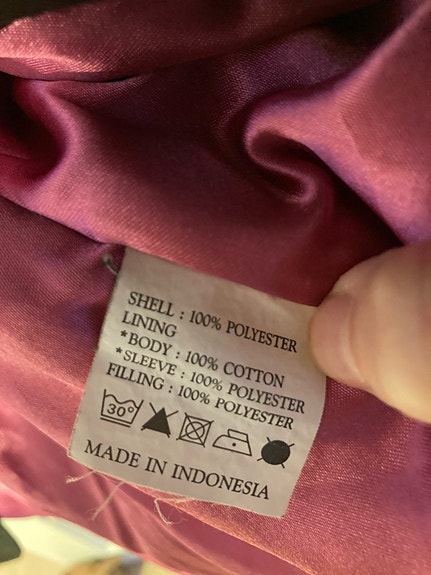 SHELL : 100% POLYESTER
LINING
*BODY : 100% COTTON
*SLEEVE : 100% POLYESTER
FILLING : 100% POLYESTER
30°
MADE IN INDONESIA